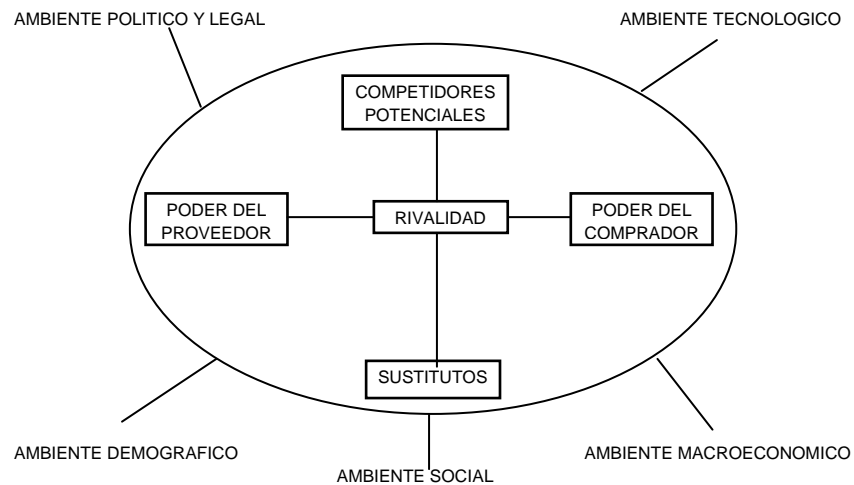 AMBIENTE POLITICO Y LEGAL
AMBIENTE TECNOLOGICO
COMPETIDORES
POTENCIALES
PODER DEL
PROVEEDOR
RIVALIDAD
PODER DEL
COMPRADOR
SUSTITUTOS
AMBIENTE DEMOGRAFICO
AMBIENTE MACROECONOMICO
AMBIENTE SOCIAL